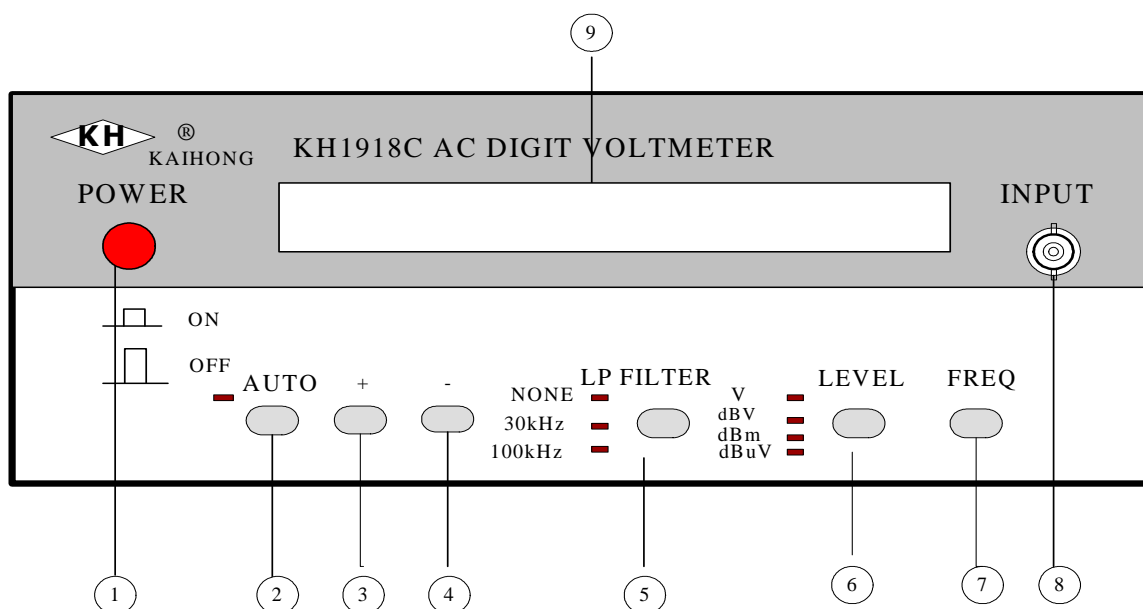 9
KH ®
KAIHONG
KH1918C AC DIGIT VOLTMETER
POWER
INPUT
ON
OFF
AUTO
+
-
NONE
30kHz
100kHz
LP FILTER
V
dBV
dBm
dBuV
LEVEL
FREQ
1
2
3
4
5
6
7
8